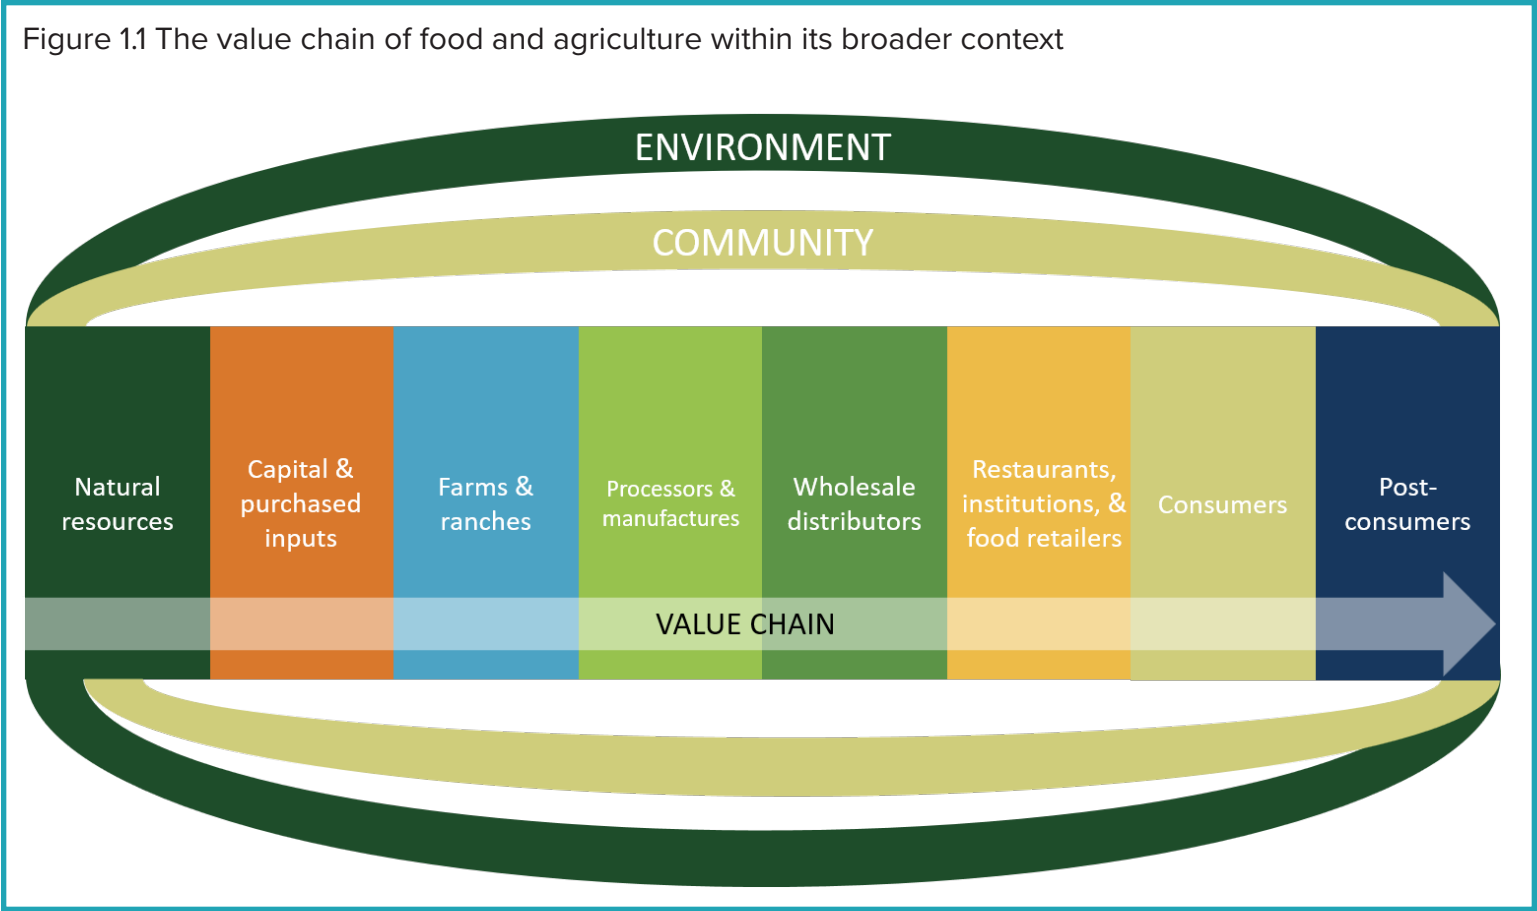 Figure 1.1 The value chain of food and agriculture within its broader context
ENVIRONMENT
COMMUNITY
Natural
resources
Capital &
purchased
inputs
Farms &
ranches
Processors &
manufactures
Wholesale
distributors
Restaurants,
institutions, &
food retailers
Consumers
Post-
consumers
VALUE CHAIN